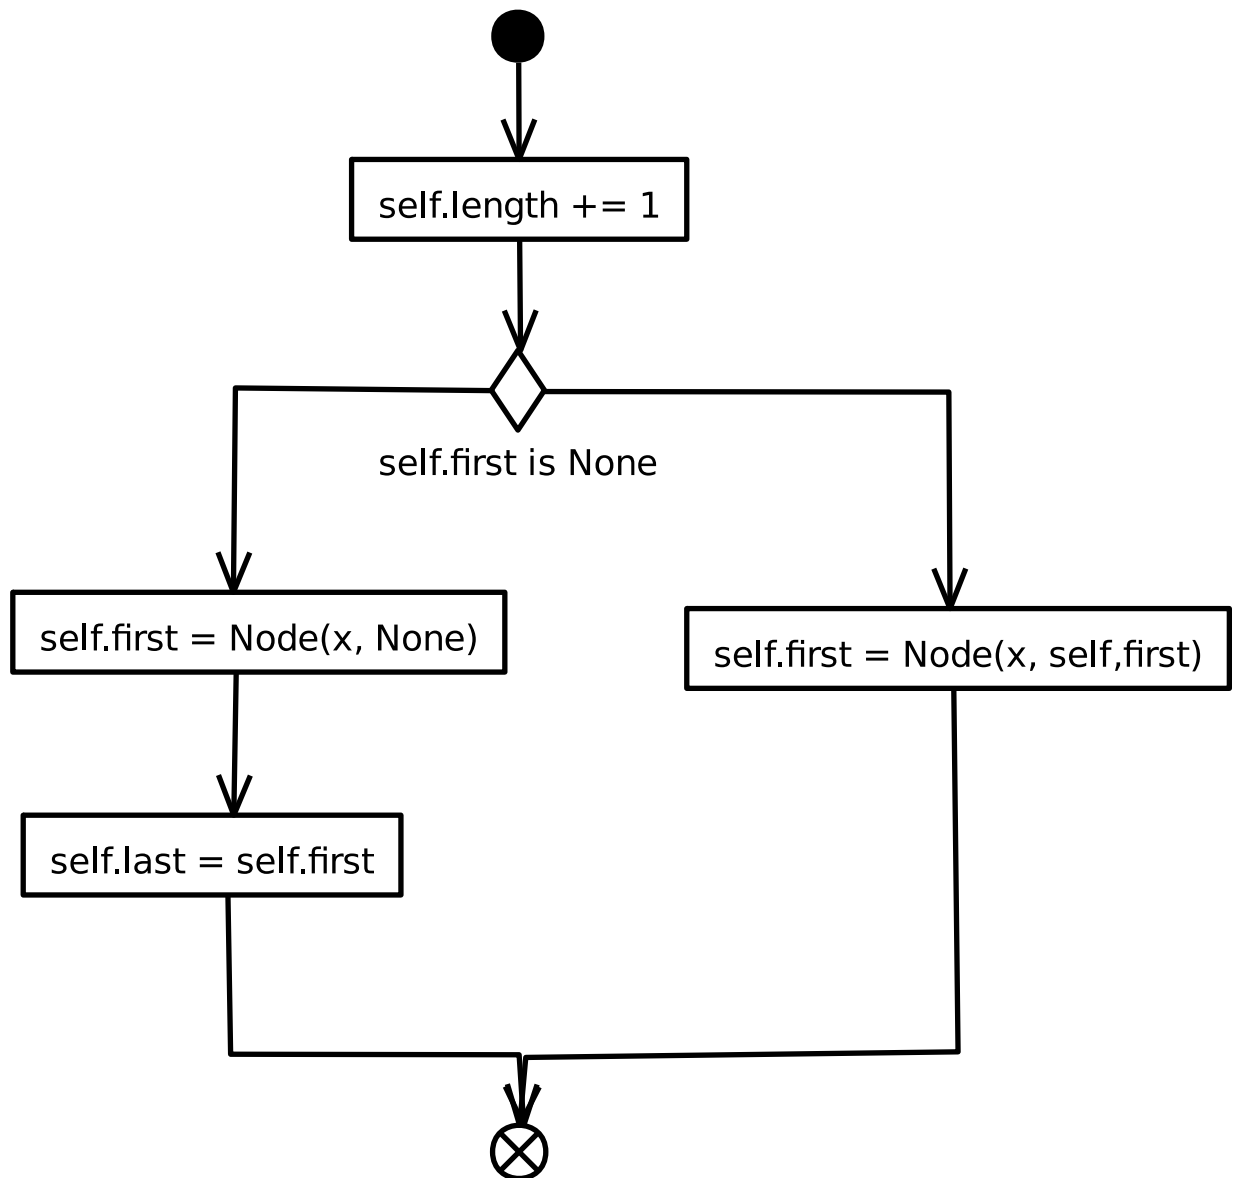 self.length += 1
self.first is None
self.first = Node(x, None)
self.first = Node(x, self,first)
self.last = self.first